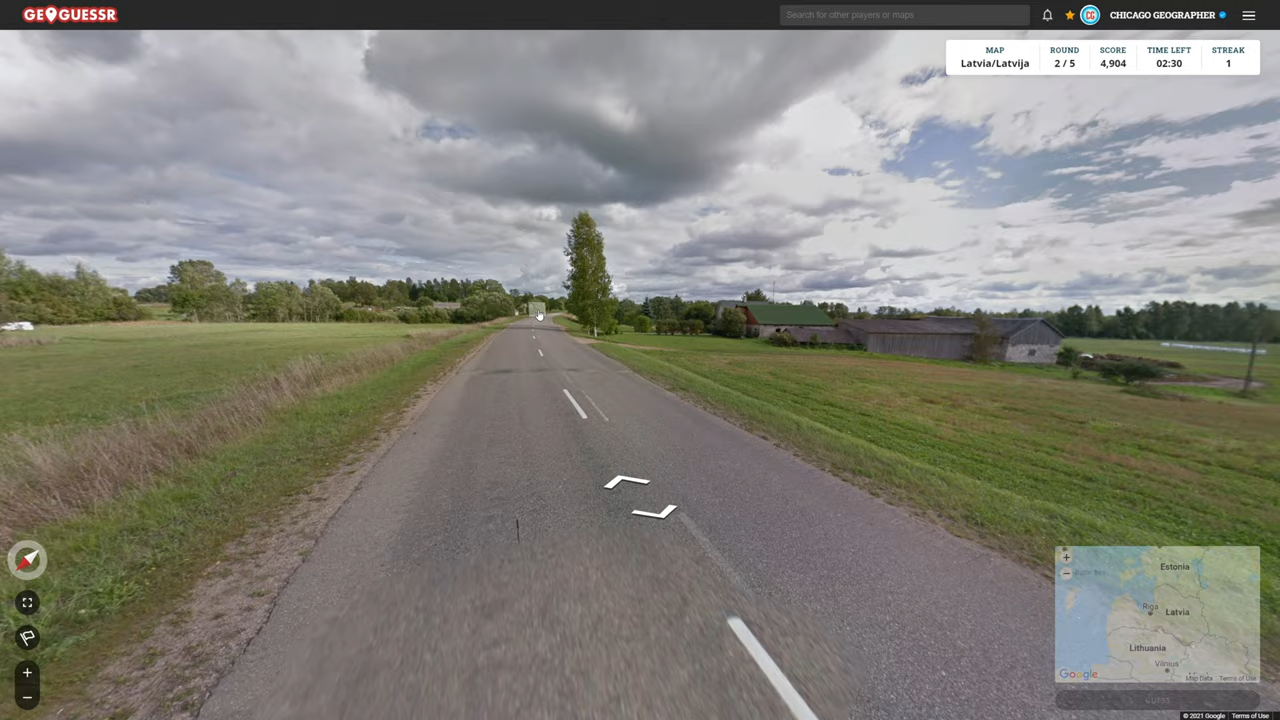 GEOGUESSR
Search for other players or maps
CG
CHICAGO GEOGRAPHER
MAP
Latvia/Latvija
ROUND
2 / 5
SCORE
4,904
TIME LEFT
02:30
STREAK
1
+
−
+
−
Estonia
Riga
Latvia
Lithuania
Vilnius
Google
Map Data
Terms of Use
GUESS
© 2021 Google
Terms of Use